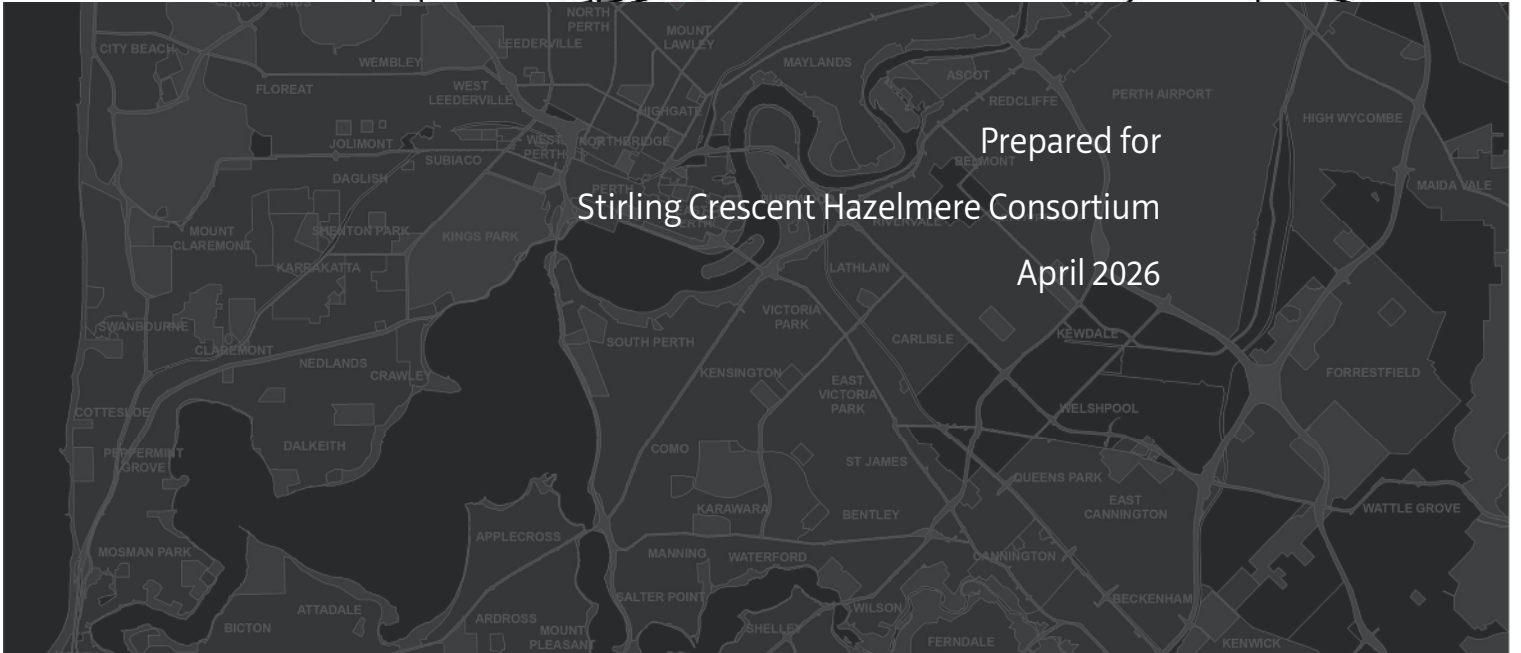 NORTH
PERTH
MOUNT
LAWLEY
LEEDERVILLE
CITY BEACH
WEMBLEY
MAYLANDS
ASCOT
FLOREAT
WEST
LEEDERVILLE
PERTH AIRPORT
REDCLIFFE
HIGHGATE
HIGH WYCOMBE
JOLIMONT
WEST
PERTH
NORTHBRIDGE
Prepared for
SUBIACO
BELMONT
DAGLISH
PERTH
MAIDA VALE
Stirling Crescent Hazelmere Consortium
RIVERVALE
MOUNT
CLAREMONT
SHENTON PARK
KINGS PARK
KARRAKATTA
LATHLAIN
April 2026
VICTORIA
PARK
SWANBOURNE
CLAREMONT
SOUTH PERTH
CARLISLE
KEWDALE
NEDLANDS
CRAWLEY
KENSINGTON
EAST
VICTORIA
PARK
FORRESTFIELD
COTTESLOE
WELSHPOOL
DALKEITH
PEPPERMINT
GROVE
COMO
ST JAMES
QUEENS PARK
EAST
CANNINGTON
KARAWARA
BENTLEY
WATTLE GROVE
APPLECROSS
MOSMAN PARK
MANNING
WATERFORD
CANNINGTON
SALTER POINT
BECKENHAM
ATTADALE
WILSON
ARDROSS
BICTON
MOUNT
PLEASANT
SHELLEY
FERNDALE
KENWICK